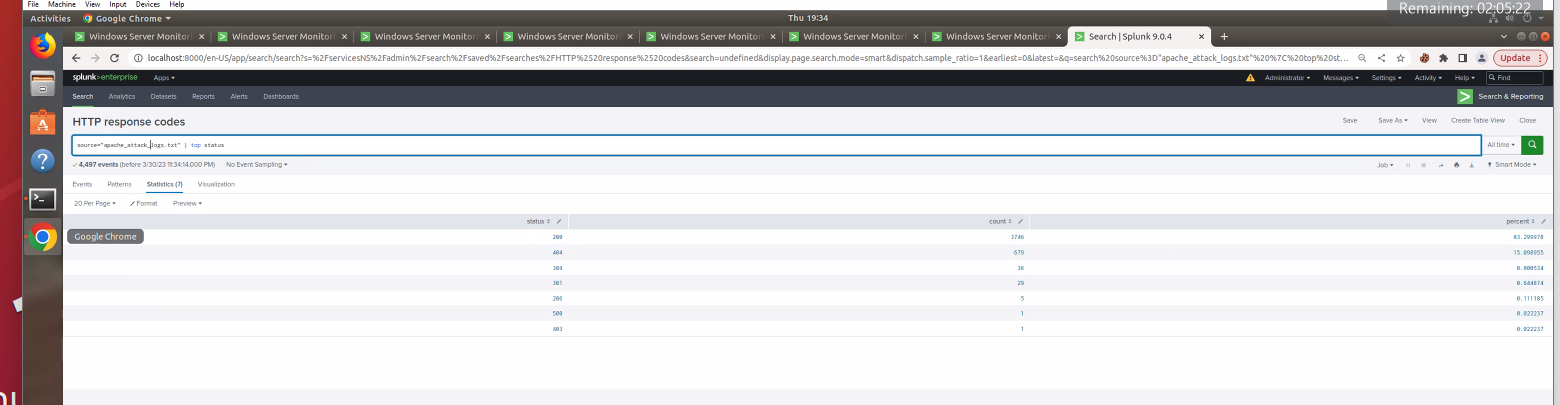 File Machine View Input Devices Help
Remaining: 02:05:22
Activities Google Chrome ▾ Thu 19:34
Windows Server Monitori × Windows Server Monitori × Windows Server Monitori × Windows Server Monitori × Windows Server Monitori × Windows Server Monitori × Windows Server Monitori × Search | Splunk 9.0.4 × +
localhost:8000/en-US/app/search/search?s=%2FservicesNS%2Fadmin%2Fsearch%2Fsaved%2Fsearches%2FHTTP%2520response%2520codes&search=undefined&display.page.search.mode=smart&dispatch.sample_ratio=1&earliest=0&latest=&q=search%20source%3D"apache_attack_logs.txt"%20%7C%20top%20st... Update
splunk>enterprise Apps ▾ Administrator ▾ Messages ▾ Settings ▾ Activity ▾ Help ▾ Find
Search Analytics Datasets Reports Alerts Dashboards Search & Reporting
HTTP response codes Save Save As ▾ View Create Table View Close
source="apache_attack_logs.txt" | top status All time ▾
✓ 4,497 events (before 3/30/23 11:34:14.000 PM) No Event Sampling ▾ Job ▾ Smart Mode ▾
Events Patterns Statistics (7) Visualization
20 Per Page ▾ Format Preview ▾
status count percent
Google Chrome 200 3746 83.299978
404 679 15.098955
304 36 0.800534
301 29 0.644874
206 5 0.111185
500 1 0.022237
403 1 0.022237